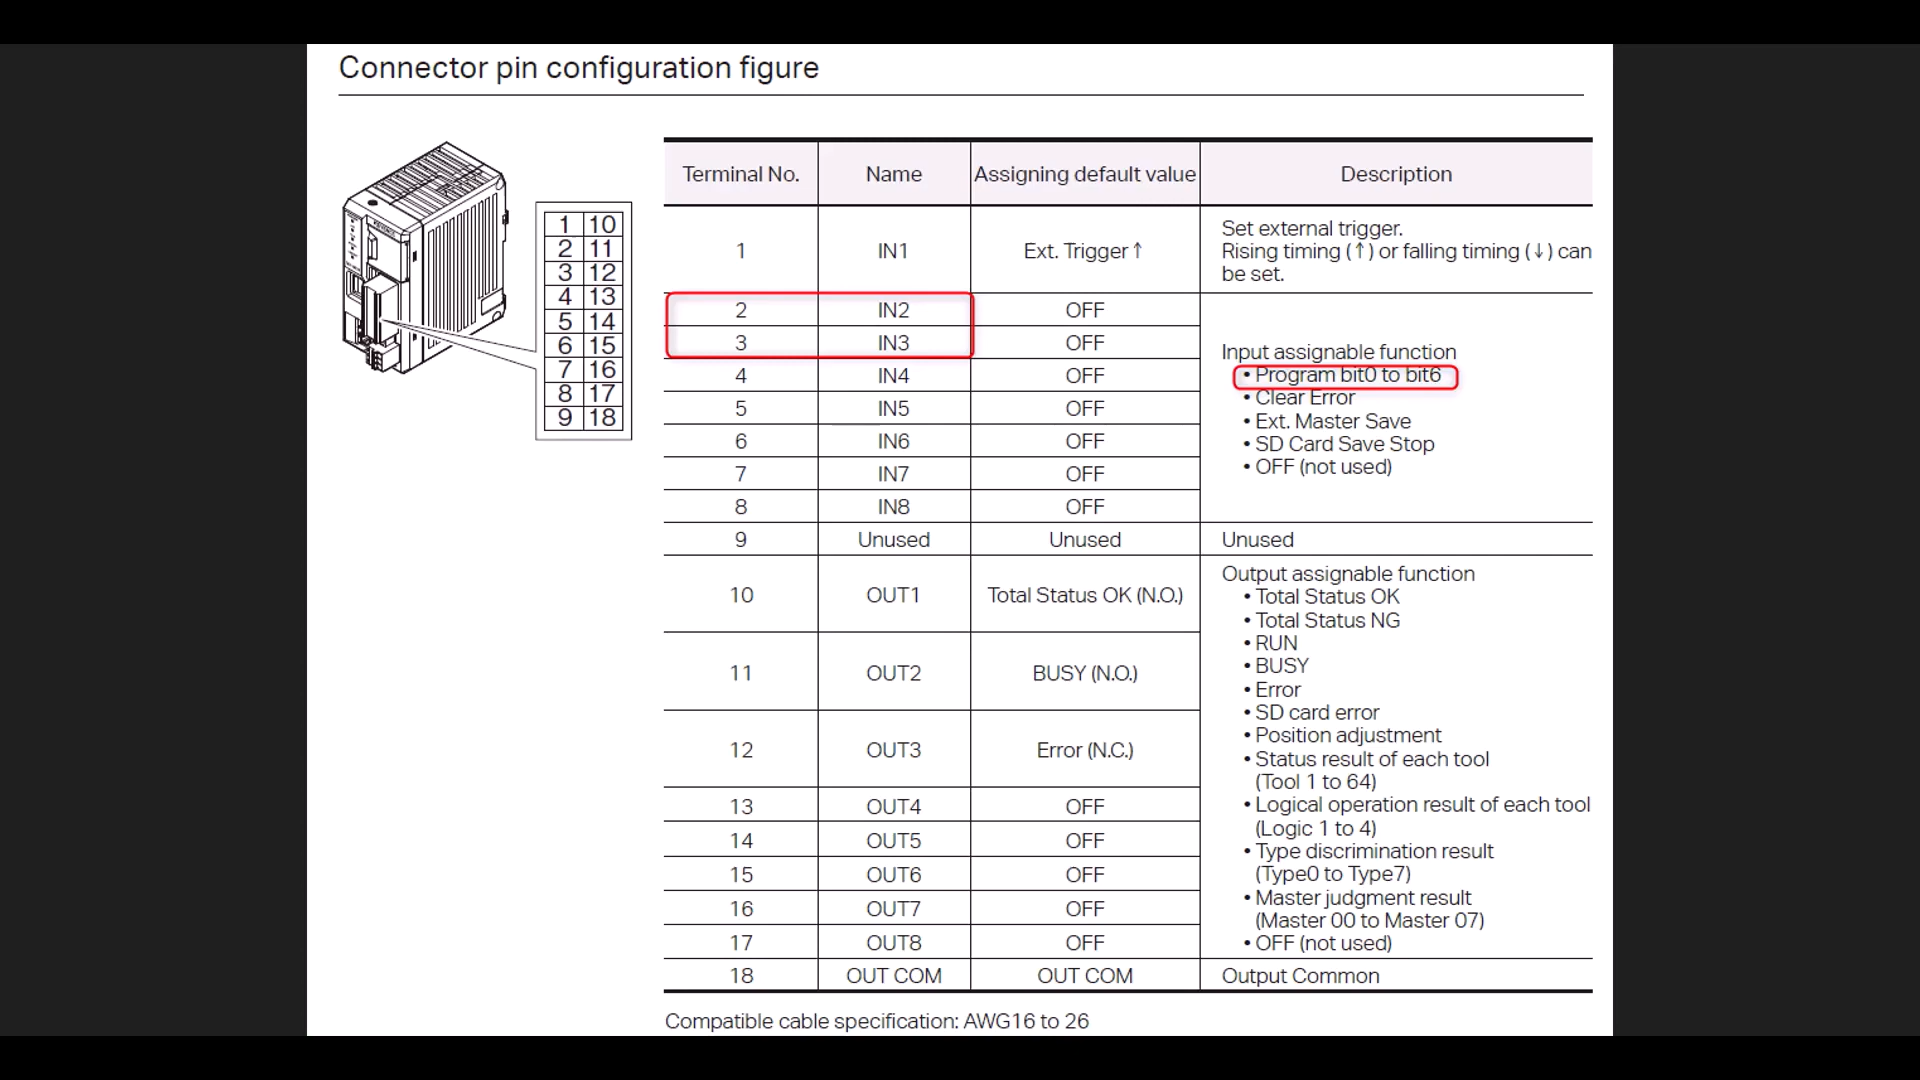 Connector pin configuration figure
1 10
2 11
3 12
4 13
5 14
6 15
7 16
8 17
9 18
Terminal No. Name Assigning default value Description
1 IN1 Ext. Trigger↑ Set external trigger.
Rising timing (↑) or falling timing (↓) can
be set.
2 IN2 OFF
3 IN3 OFF
4 IN4 OFF
5 IN5 OFF
6 IN6 OFF
7 IN7 OFF
8 IN8 OFF
Input assignable function
• Program bit0 to bit6
• Clear Error
• Ext. Master Save
• SD Card Save Stop
• OFF (not used)
9 Unused Unused Unused
10 OUT1 Total Status OK (N.O.)
11 OUT2 BUSY (N.O.)
12 OUT3 Error (N.C.)
13 OUT4 OFF
14 OUT5 OFF
15 OUT6 OFF
16 OUT7 OFF
17 OUT8 OFF
Output assignable function
• Total Status OK
• Total Status NG
• RUN
• BUSY
• Error
• SD card error
• Position adjustment
• Status result of each tool
(Tool 1 to 64)
• Logical operation result of each tool
(Logic 1 to 4)
• Type discrimination result
(Type0 to Type7)
• Master judgment result
(Master 00 to Master 07)
• OFF (not used)
18 OUT COM OUT COM Output Common
Compatible cable specification: AWG16 to 26